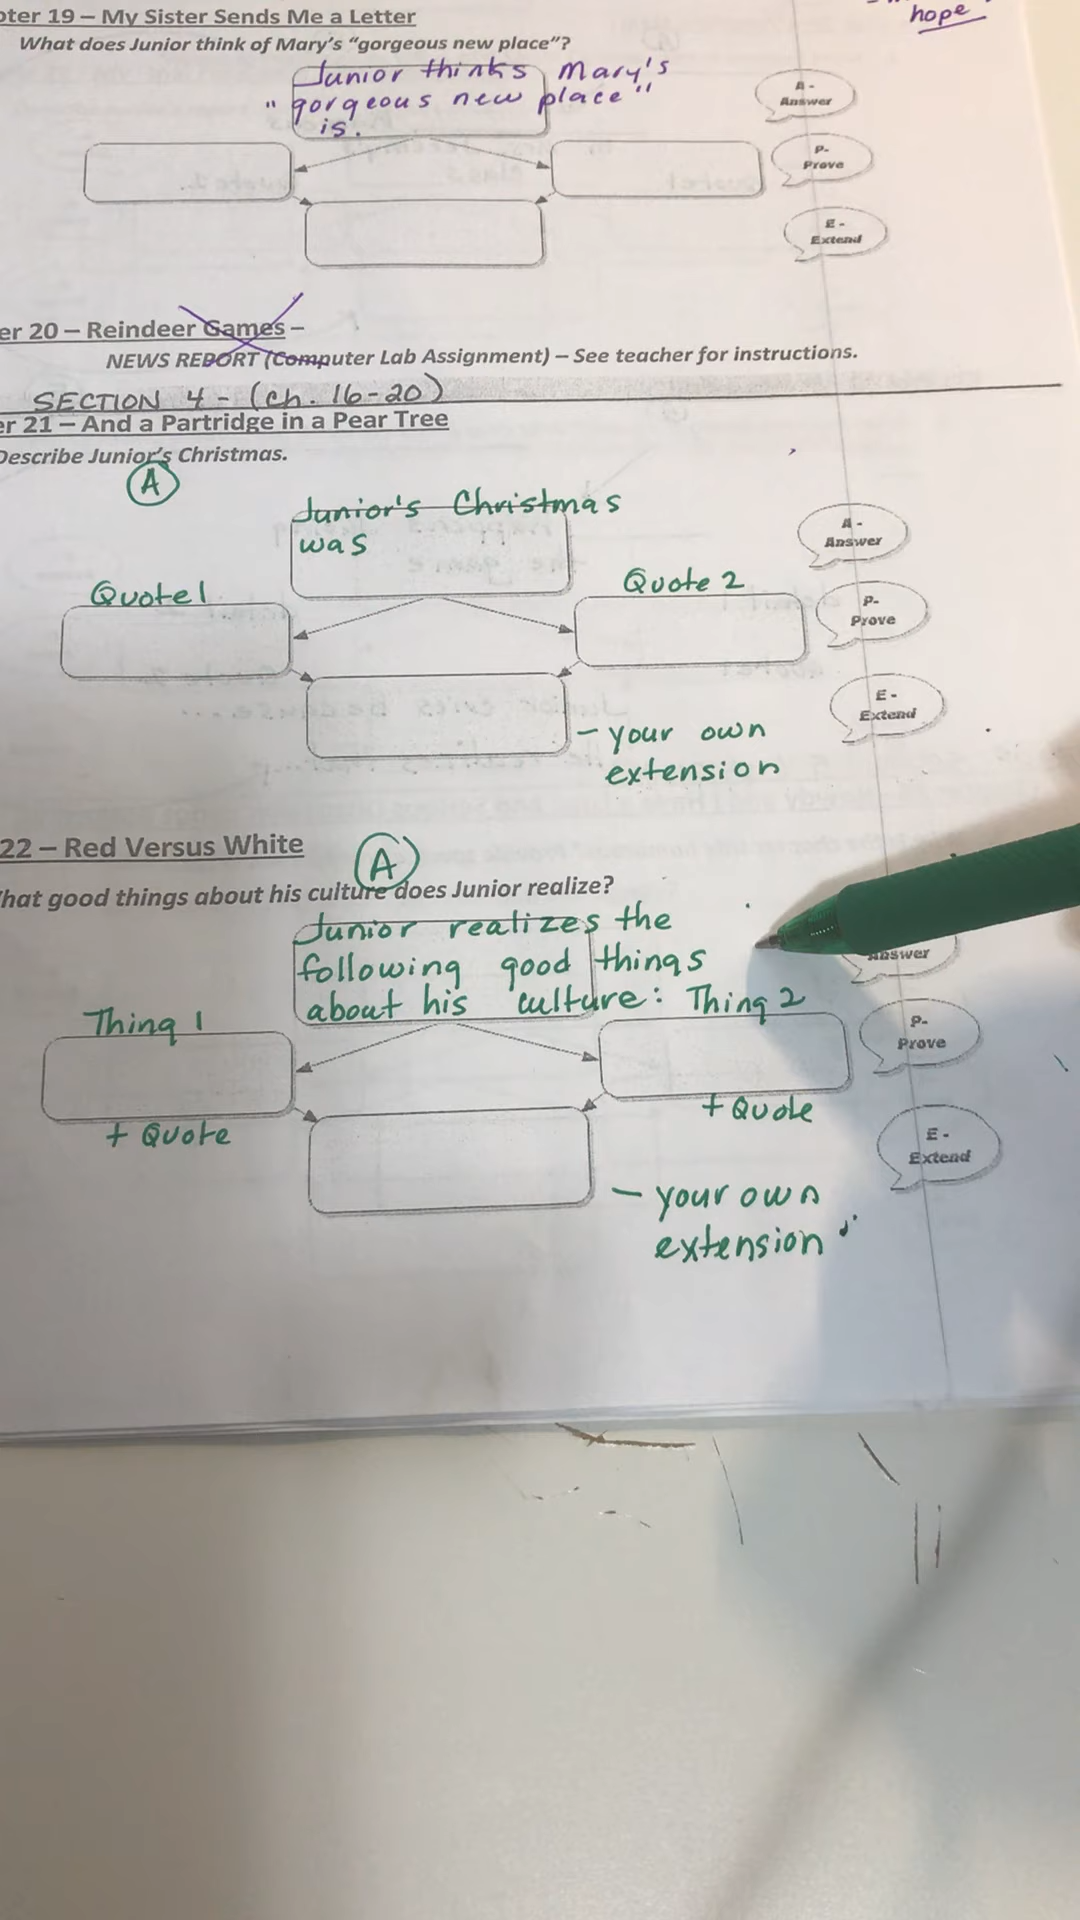 hope
pter 19 – My Sister Sends Me a Letter
What does Junior think of Mary's "gorgeous new place"?
Junior thinks Mary's
"gorgeous new place"
is.
A -
Answer
P-
Prove
E -
Extend
er 20 – Reindeer Games –
NEWS REPORT (Computer Lab Assignment) – See teacher for instructions.
SECTION 4 - (ch. 16-20)
er 21 – And a Partridge in a Pear Tree
Describe Junior's Christmas.
A
Junior's Christmas
was
Quote 1
Quote 2
A -
Answer
P-
Prove
E -
Extend
- your own
extension
22 – Red Versus White
A
hat good things about his culture does Junior realize?
Junior realizes the
following good things
about his culture: Thing 2
Thing 1
Answer
P-
Prove
+ Quote
+ Quote
E -
Extend
- your own
extension